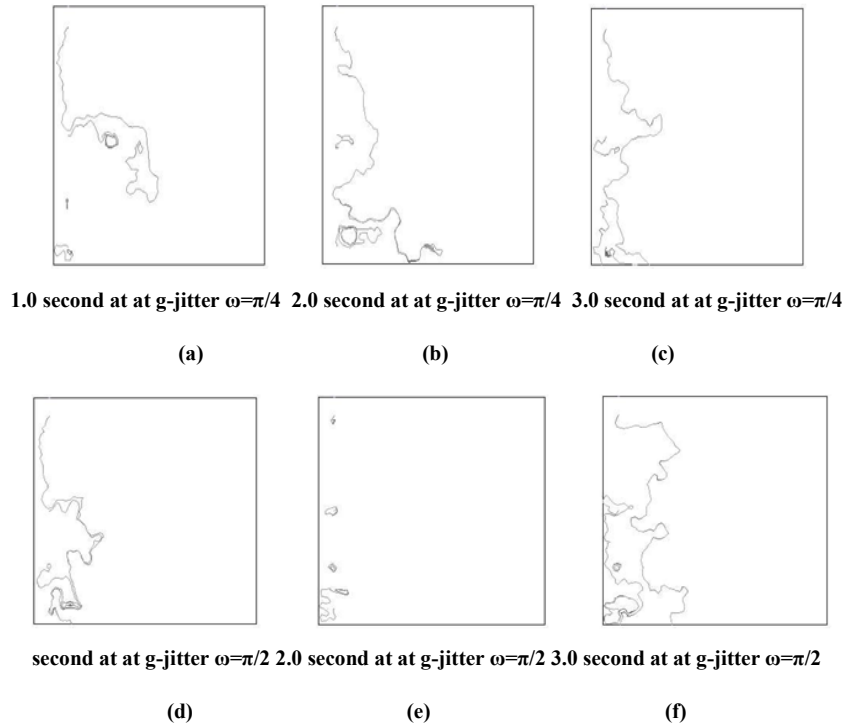 1.0 second at at g-jitter ω=π/4 2.0 second at at g-jitter ω=π/4 3.0 second at at g-jitter ω=π/4
(a) (b) (c)
second at at g-jitter ω=π/2 2.0 second at at g-jitter ω=π/2 3.0 second at at g-jitter ω=π/2
(d) (e) (f)